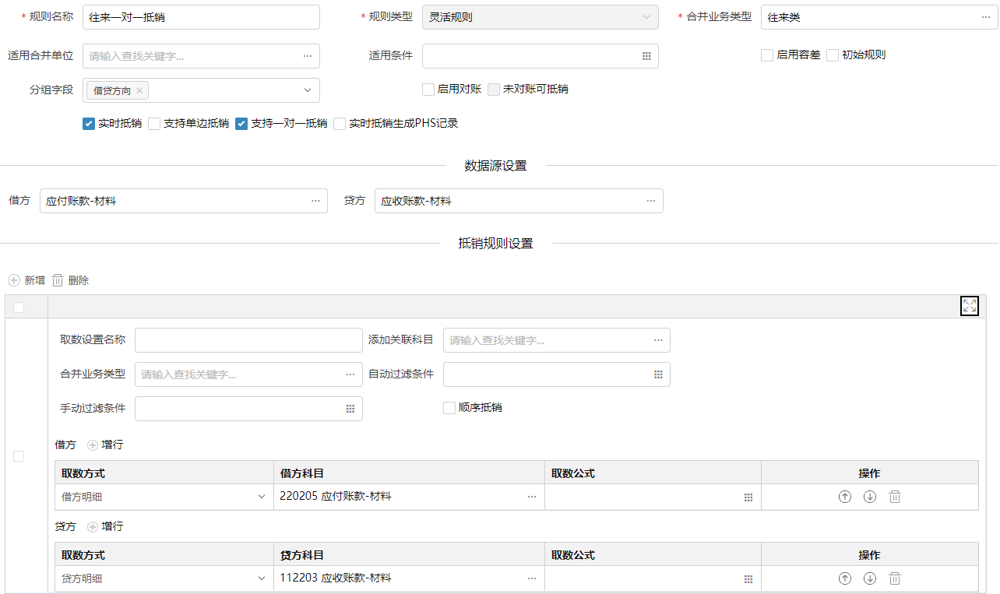 * 规则名称 往来一对一抵销 * 规则类型 灵活规则 * 合并业务类型 往来类 ...
适用合并单位 请输入查找关键字... ... 适用条件 启用容差 初始规则
分组字段 借贷方向 × 启用对账 未对账可抵销
实时抵销 支持单边抵销 支持一对一抵销 实时抵销生成PHS记录
数据源设置
借方 应付账款-材料 ... 贷方 应收账款-材料 ...
抵销规则设置
新增 删除
取数设置名称 添加关联科目 请输入查找关键字... ...
合并业务类型 请输入查找关键字... ... 自动过滤条件
手动过滤条件 顺序抵销
借方 增行
取数方式 借方科目 取数公式 操作
借方明细 220205 应付账款-材料 ...
贷方 增行
取数方式 贷方科目 取数公式 操作
贷方明细 112203 应收账款-材料 ...